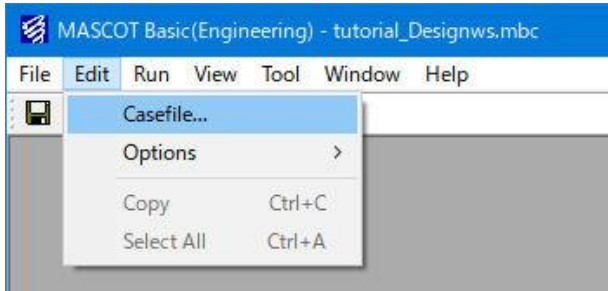 MASCOT Basic(Engineering) - tutorial_Designws.mbc
File Edit Run View Tool Window Help
Casefile...
Options >
Copy Ctrl+C
Select All Ctrl+A